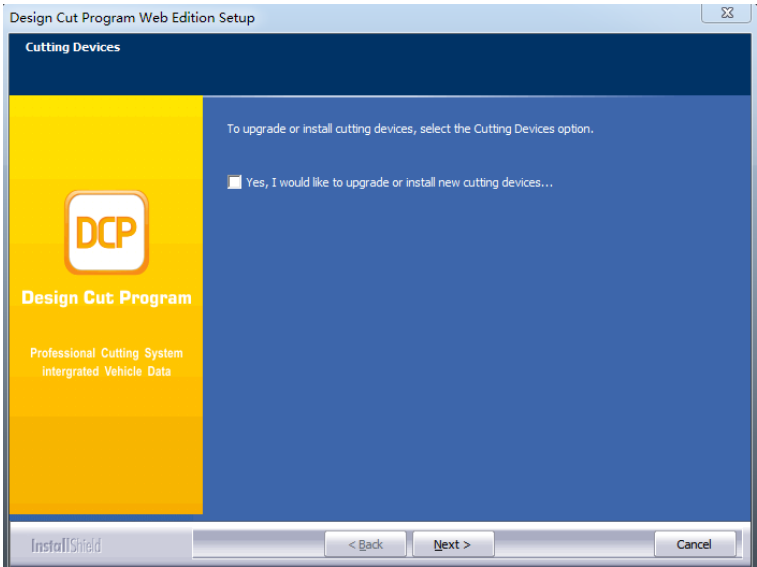 Design Cut Program Web Edition Setup
Cutting Devices
To upgrade or install cutting devices, select the Cutting Devices option.
Yes, I would like to upgrade or install new cutting devices...
DCP
Design Cut Program
Professional Cutting System
intergrated Vehicle Data
InstallShield
< Back
Next >
Cancel